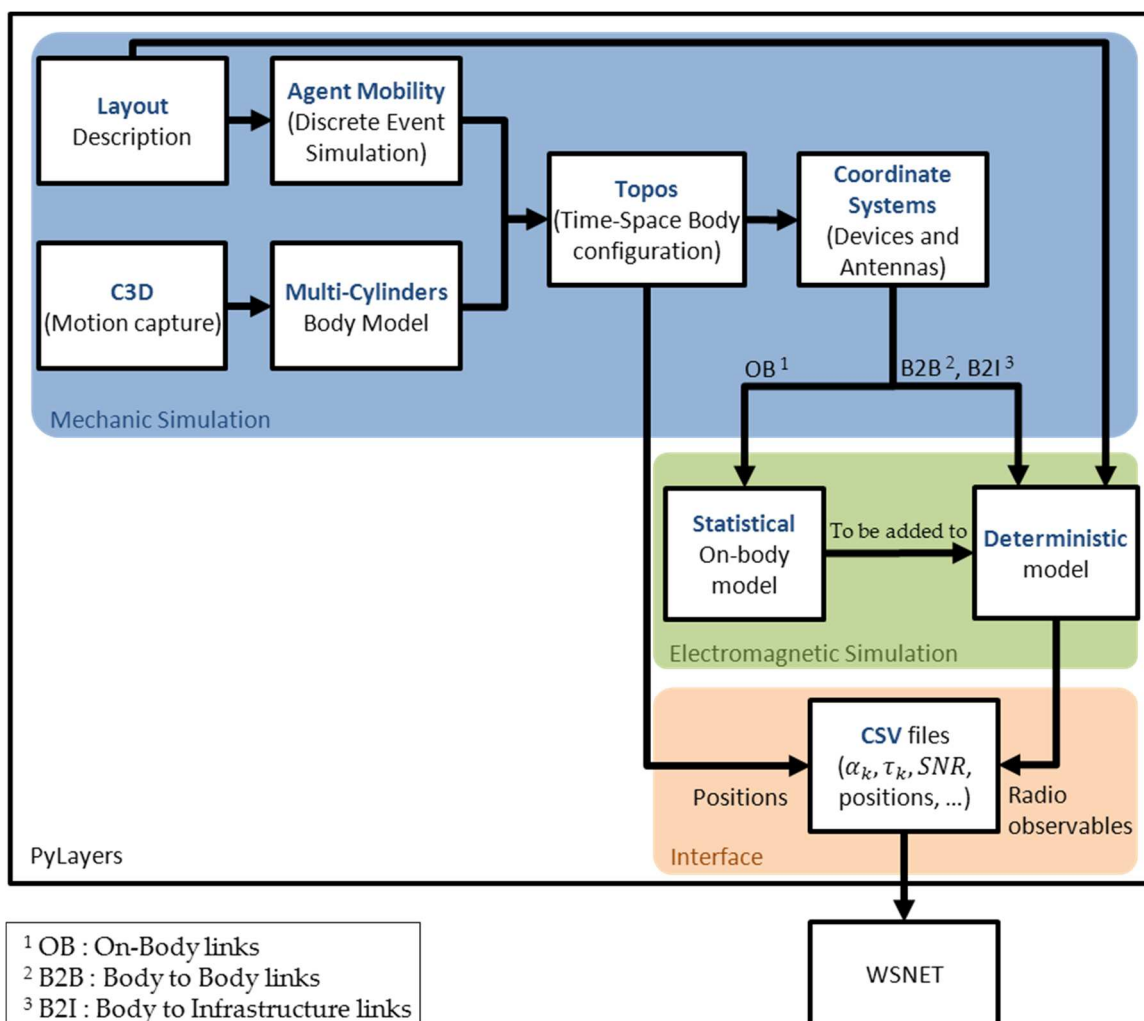 Layout
Description
Agent Mobility
(Discrete Event
Simulation)
Topos
(Time-Space Body
configuration)
Coordinate
Systems
(Devices and
Antennas)
C3D
(Motion capture)
Multi-Cylinders
Body Model
OB ¹
B2B ², B2I ³
Mechanic Simulation
Statistical
On-body
model
To be added to
Deterministic
model
Electromagnetic Simulation
CSV files
(αₖ, τₖ, SNR,
positions, ...)
Positions
Radio
observables
Interface
PyLayers
WSNET
¹ OB : On-Body links
² B2B : Body to Body links
³ B2I : Body to Infrastructure links